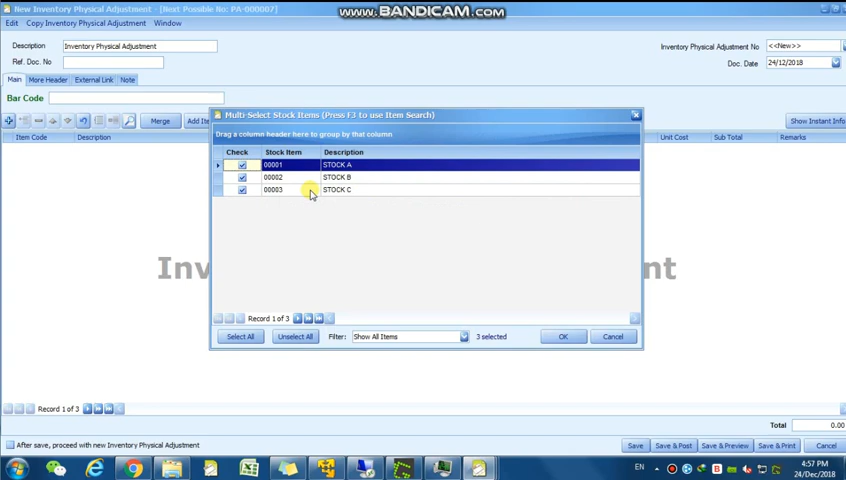 New Inventory Physical Adjustment - [Next Possible No: PA-000007]
www.BANDICAM.com
Edit Copy Inventory Physical Adjustment Window
Description Inventory Physical Adjustment
Inventory Physical Adjustment No <<New>>
Ref. Doc. No
Doc. Date 24/12/2018
Main More Header External Link Note
Bar Code
Merge Add Ite
Show Instant Info
Item Code Description Unit Cost Sub Total Remarks
Multi-Select Stock Items (Press F3 to use Item Search)
Drag a column header here to group by that column
Check Stock Item Description
00001 STOCK A
00002 STOCK B
00003 STOCK C
Inv ent
Record 1 of 3
Select All Unselect All Filter: Show All Items 3 selected OK Cancel
Record 1 of 3
Total 0.00
After save, proceed with new Inventory Physical Adjustment
Save Save & Post Save & Preview Save & Print Cancel
EN
4:57 PM
24/Dec/2018